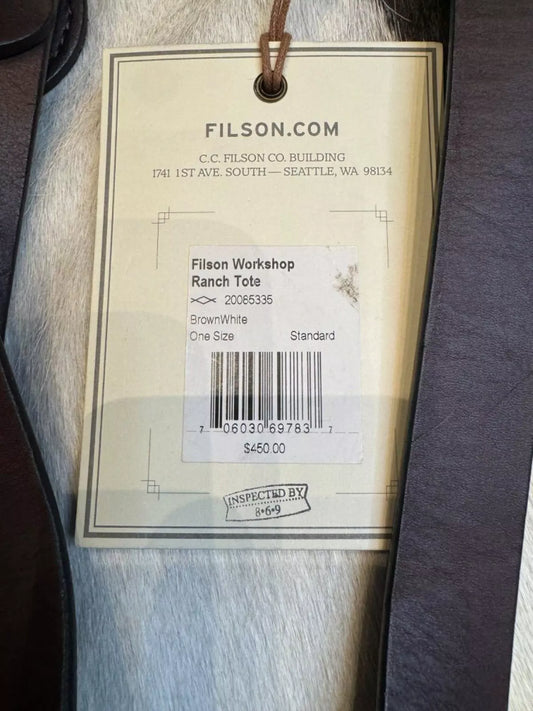 FILSON.COM
C.C. FILSON CO. BUILDING
1741 1ST AVE. SOUTH — SEATTLE, WA 98134
Filson Workshop
Ranch Tote
20085335
BrownWhite
One Size Standard
7 06030 69783 7
$450.00
INSPECTED BY
8•6•9